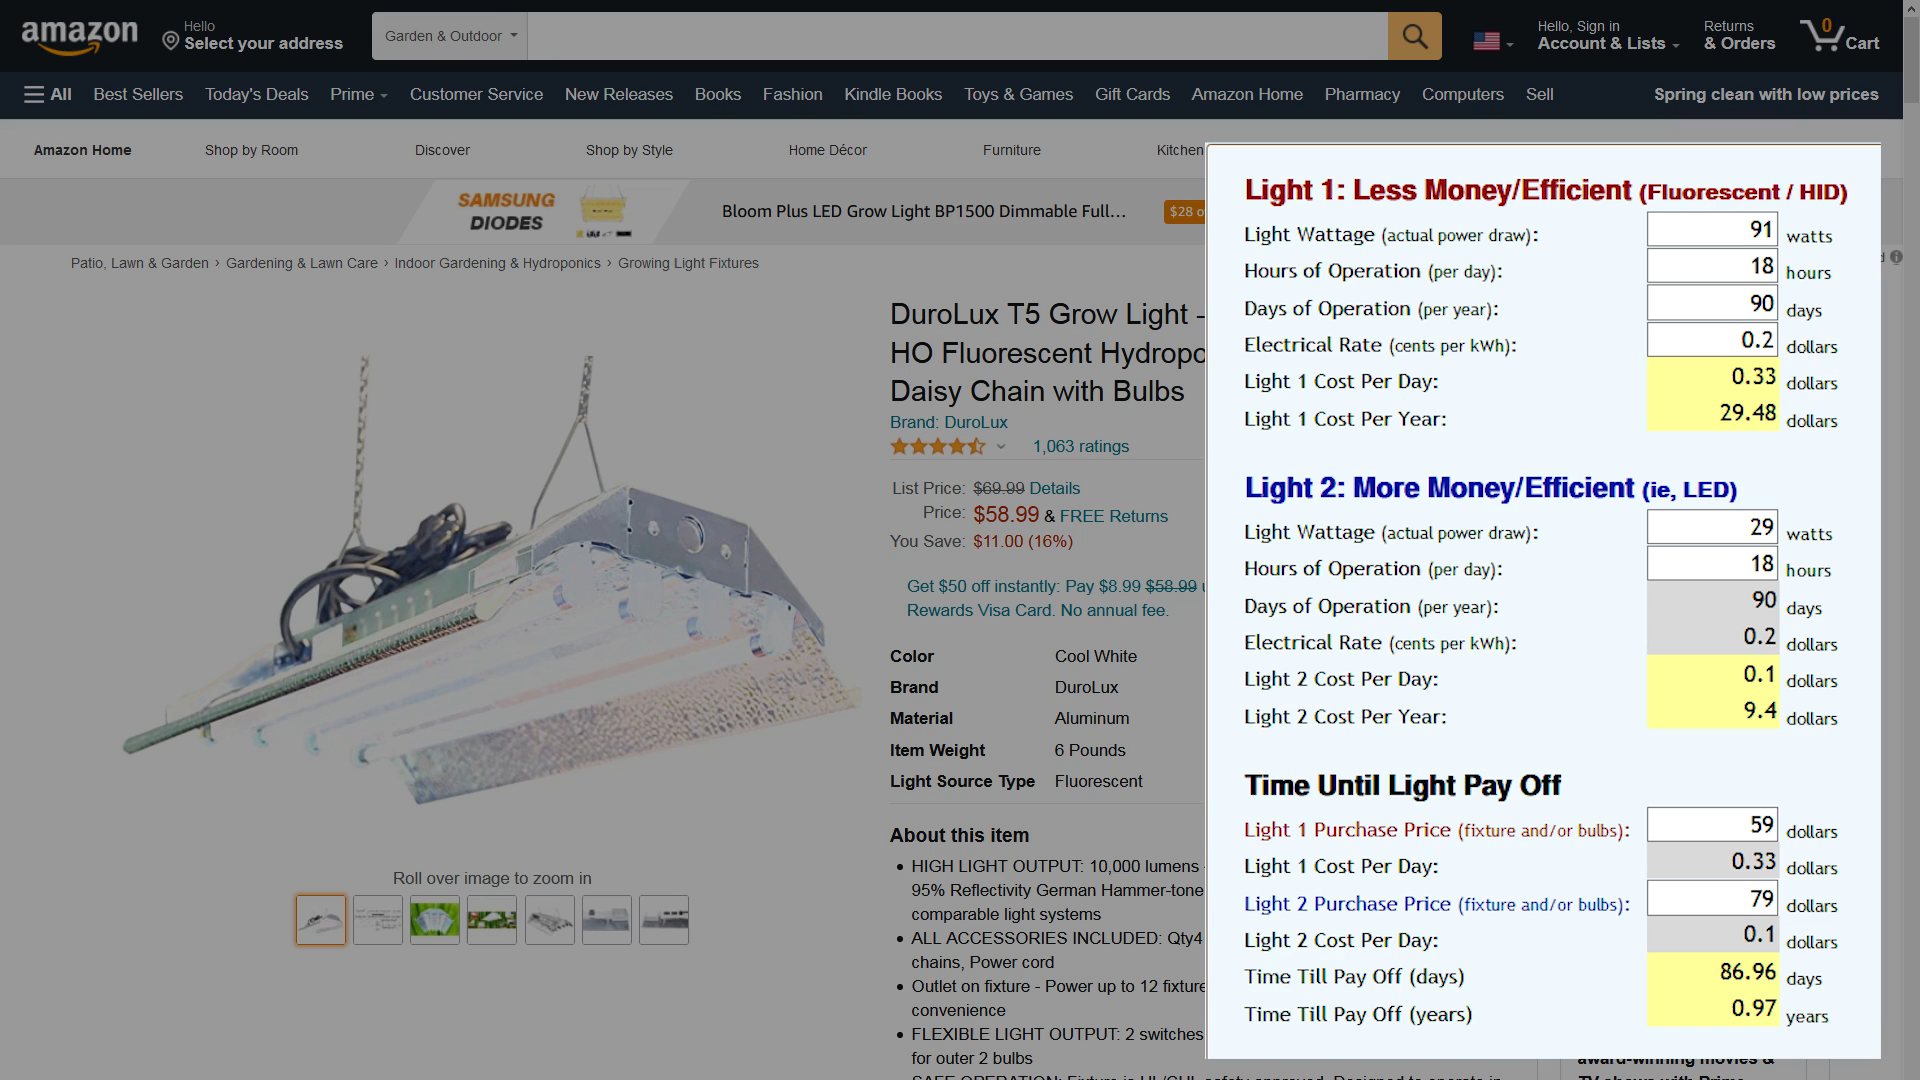 amazon
Hello
Select your address
Garden & Outdoor
Hello, Sign in
Account & Lists
Returns
& Orders
0
Cart
All
Best Sellers
Today's Deals
Prime
Customer Service
New Releases
Books
Fashion
Kindle Books
Toys & Games
Gift Cards
Amazon Home
Pharmacy
Computers
Sell
Spring clean with low prices
Amazon Home
Shop by Room
Discover
Shop by Style
Home Décor
Furniture
Kitchen
SAMSUNG
DIODES
Bloom Plus LED Grow Light BP1500 Dimmable Full...
$28
Patio, Lawn & Garden › Gardening & Lawn Care › Indoor Gardening & Hydroponics › Growing Light Fixtures
DuroLux T5 Grow Light -
HO Fluorescent Hydropo
Daisy Chain with Bulbs
Brand: DuroLux
1,063 ratings
List Price: $69.99 Details
Price: $58.99 & FREE Returns
You Save: $11.00 (16%)
Get $50 off instantly: Pay $8.99 $58.99
Rewards Visa Card. No annual fee.
Color Cool White
Brand DuroLux
Material Aluminum
Item Weight 6 Pounds
Light Source Type Fluorescent
About this item
• HIGH LIGHT OUTPUT: 10,000 lumens
95% Reflectivity German Hammer-tone
comparable light systems
• ALL ACCESSORIES INCLUDED: Qty4
chains, Power cord
• Outlet on fixture - Power up to 12 fixture
convenience
• FLEXIBLE LIGHT OUTPUT: 2 switches
for outer 2 bulbs
Roll over image to zoom in
Light 1: Less Money/Efficient (Fluorescent / HID)
Light Wattage (actual power draw): 91 watts
Hours of Operation (per day): 18 hours
Days of Operation (per year): 90 days
Electrical Rate (cents per kWh): 0.2 dollars
Light 1 Cost Per Day: 0.33 dollars
Light 1 Cost Per Year: 29.48 dollars
Light 2: More Money/Efficient (ie, LED)
Light Wattage (actual power draw): 29 watts
Hours of Operation (per day): 18 hours
Days of Operation (per year): 90 days
Electrical Rate (cents per kWh): 0.2 dollars
Light 2 Cost Per Day: 0.1 dollars
Light 2 Cost Per Year: 9.4 dollars
Time Until Light Pay Off
Light 1 Purchase Price (fixture and/or bulbs): 59 dollars
Light 1 Cost Per Day: 0.33 dollars
Light 2 Purchase Price (fixture and/or bulbs): 79 dollars
Light 2 Cost Per Day: 0.1 dollars
Time Till Pay Off (days) 86.96 days
Time Till Pay Off (years) 0.97 years